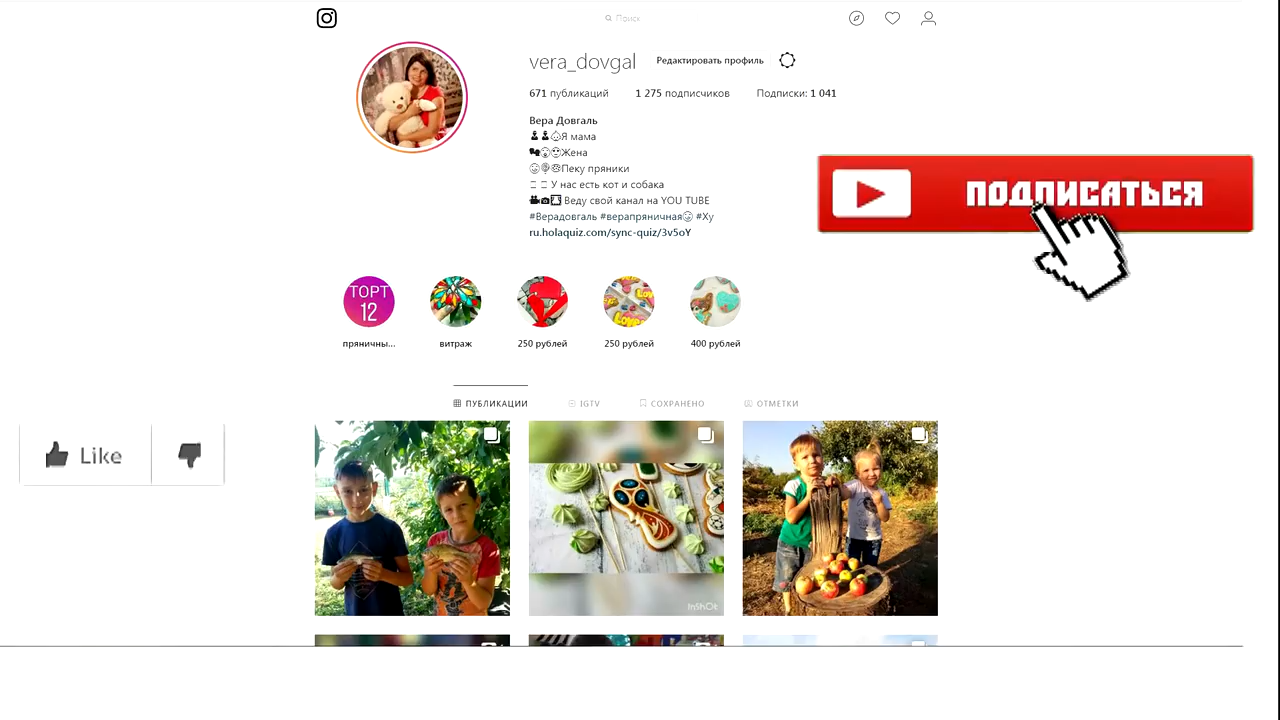 Поиск
vera_dovgal Редактировать профиль
671 публикаций 1 275 подписчиков Подписки: 1 041
Вера Довгаль
Я мама
Жена
Пеку пряники
У нас есть кот и собака
Веду свой канал на YOU TUBE
#Верадовгаль #верапряничная #Ху
ru.holaquiz.com/sync-quiz/3v5oY
ПОДПИСАТЬСЯ
ТОРТ
12
пряничны... витраж 250 рублей 250 рублей 400 рублей
ПУБЛИКАЦИИ IGTV СОХРАНЕНО ОТМЕТКИ
Like
InShOt